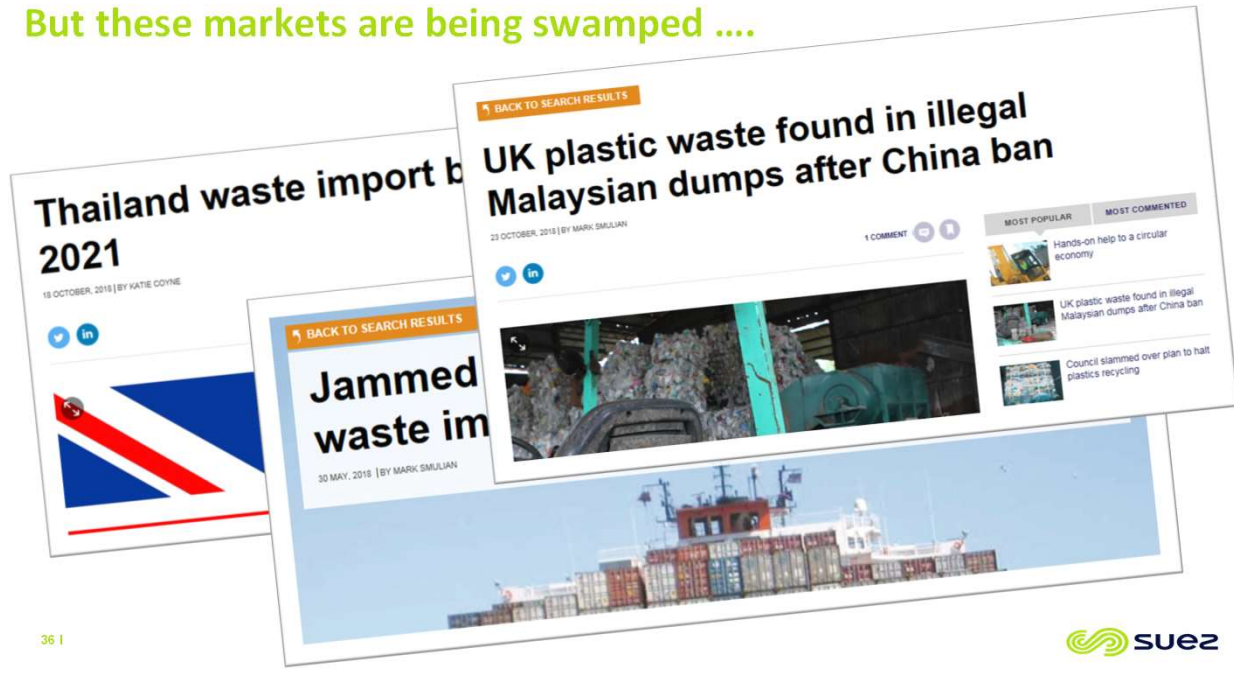 But these markets are being swamped ....
BACK TO SEARCH RESULTS
UK plastic waste found in illegal
Malaysian dumps after China ban
23 OCTOBER, 2018 | BY MARK SMULIAN
1 COMMENT
MOST POPULAR
MOST COMMENTED
Hands-on help to a circular
economy
UK plastic waste found in illegal
Malaysian dumps after China ban
Council slammed over plan to halt
plastics recycling
Thailand waste import b
2021
18 OCTOBER, 2018 | BY KATIE COYNE
in
in
BACK TO SEARCH RESULTS
Jammed
waste im
30 MAY, 2018 | BY MARK SMULIAN
36 I
suez